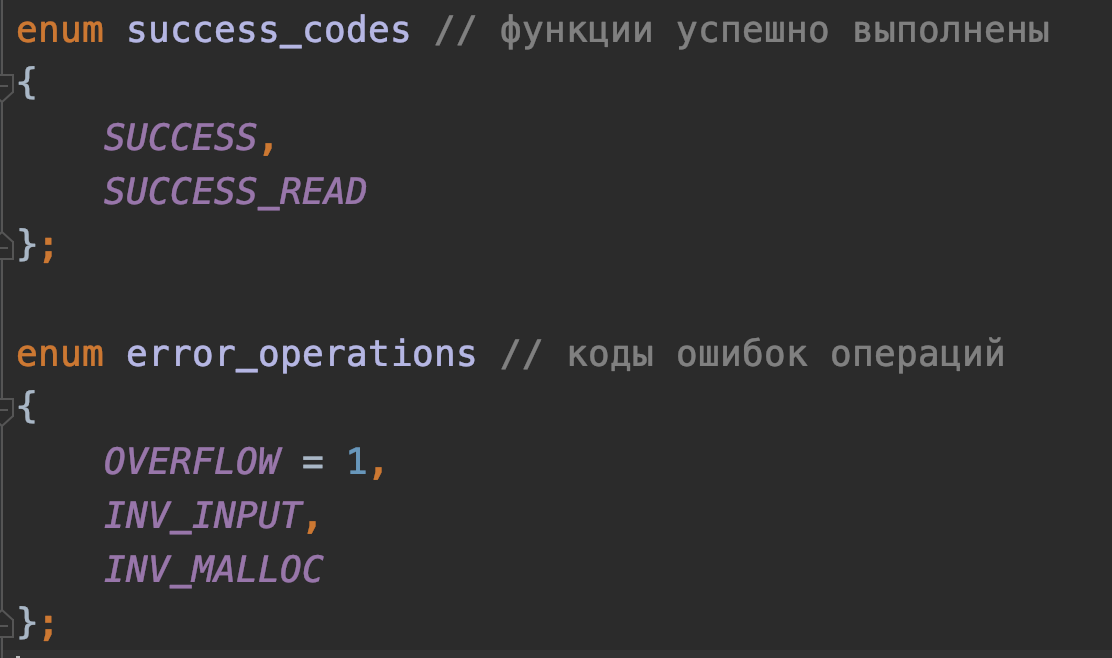 enum success_codes // функции успешно выполнены
{
    SUCCESS,
    SUCCESS_READ
};
enum error_operations // коды ошибок операций
{
    OVERFLOW = 1,
    INV_INPUT,
    INV_MALLOC
};